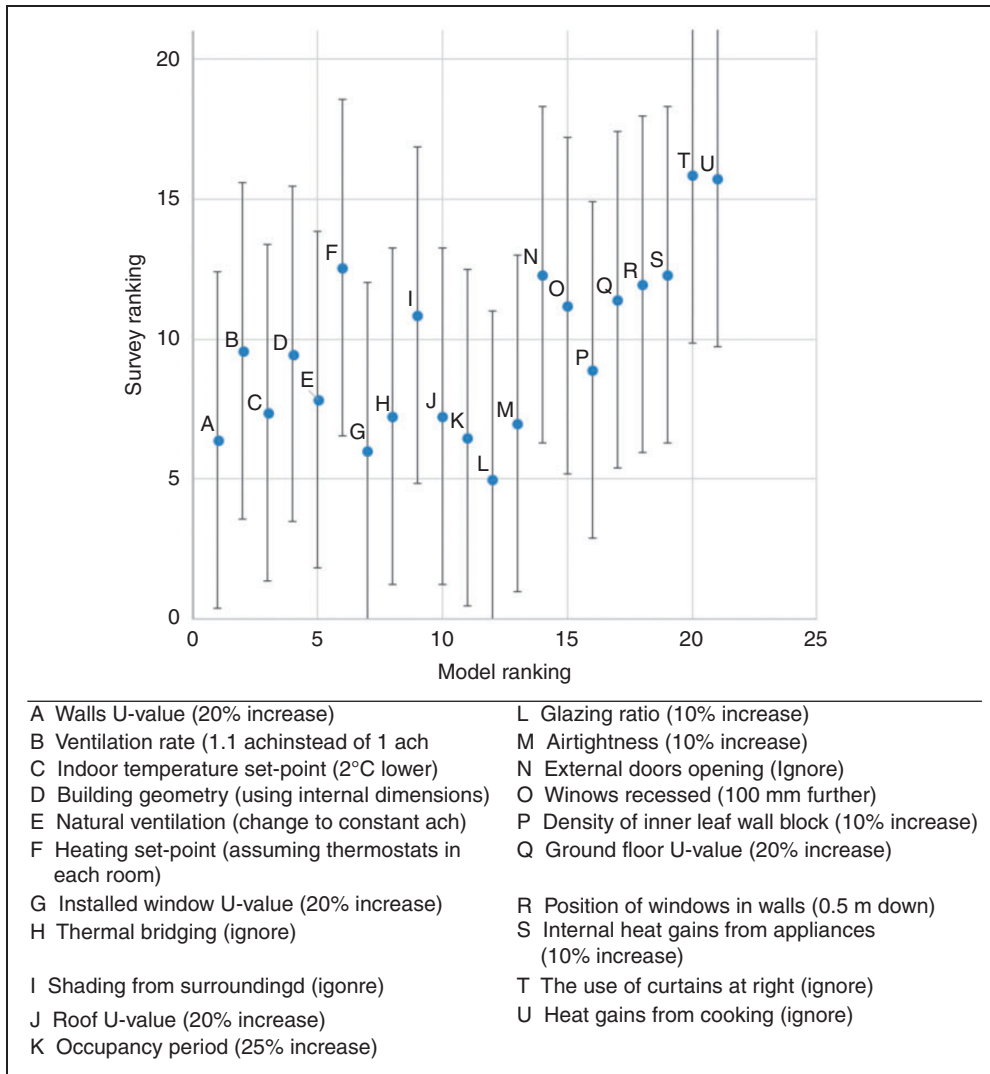 20
15
10
5
0
Survey ranking
A
B
C
D
E
F
G
H
I
J
K
L
M
N
O
P
Q
R
S
T
U
0 5 10 15 20 25
Model ranking
A Walls U-value (20% increase)
B Ventilation rate (1.1 achinstead of 1 ach
C Indoor temperature set-point (2°C lower)
D Building geometry (using internal dimensions)
E Natural ventilation (change to constant ach)
F Heating set-point (assuming thermostats in
each room)
G Installed window U-value (20% increase)
H Thermal bridging (ignore)
I Shading from surroundingd (igonre)
J Roof U-value (20% increase)
K Occupancy period (25% increase)
L Glazing ratio (10% increase)
M Airtightness (10% increase)
N External doors opening (Ignore)
O Winows recessed (100 mm further)
P Density of inner leaf wall block (10% increase)
Q Ground floor U-value (20% increase)
R Position of windows in walls (0.5 m down)
S Internal heat gains from appliances
(10% increase)
T The use of curtains at right (ignore)
U Heat gains from cooking (ignore)